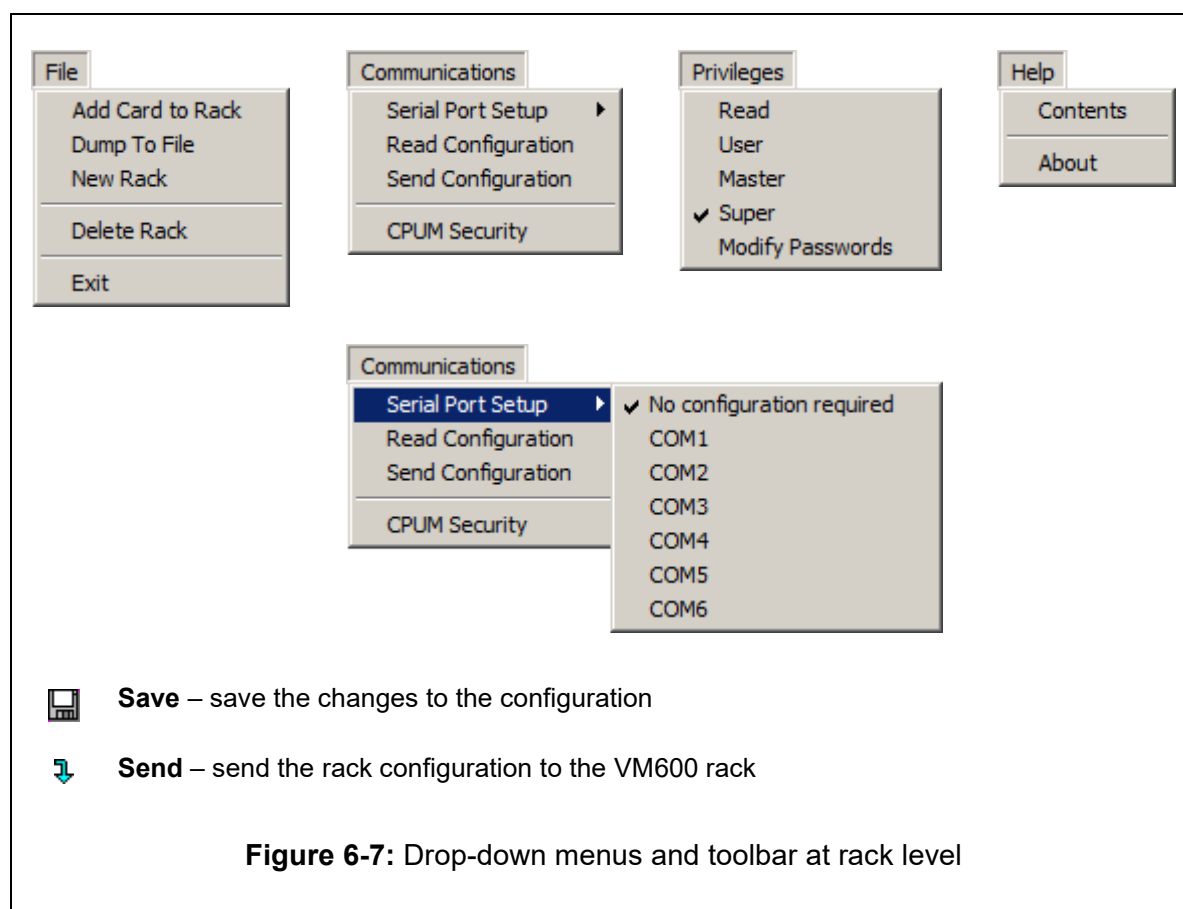 File
Add Card to Rack
Dump To File
New Rack
Delete Rack
Exit
Communications
Serial Port Setup
Read Configuration
Send Configuration
CPUM Security
Privileges
Read
User
Master
Super
Modify Passwords
Help
Contents
About
Communications
Serial Port Setup
Read Configuration
Send Configuration
CPUM Security
No configuration required
COM1
COM2
COM3
COM4
COM5
COM6
Save – save the changes to the configuration
Send – send the rack configuration to the VM600 rack
Figure 6-7: Drop-down menus and toolbar at rack level